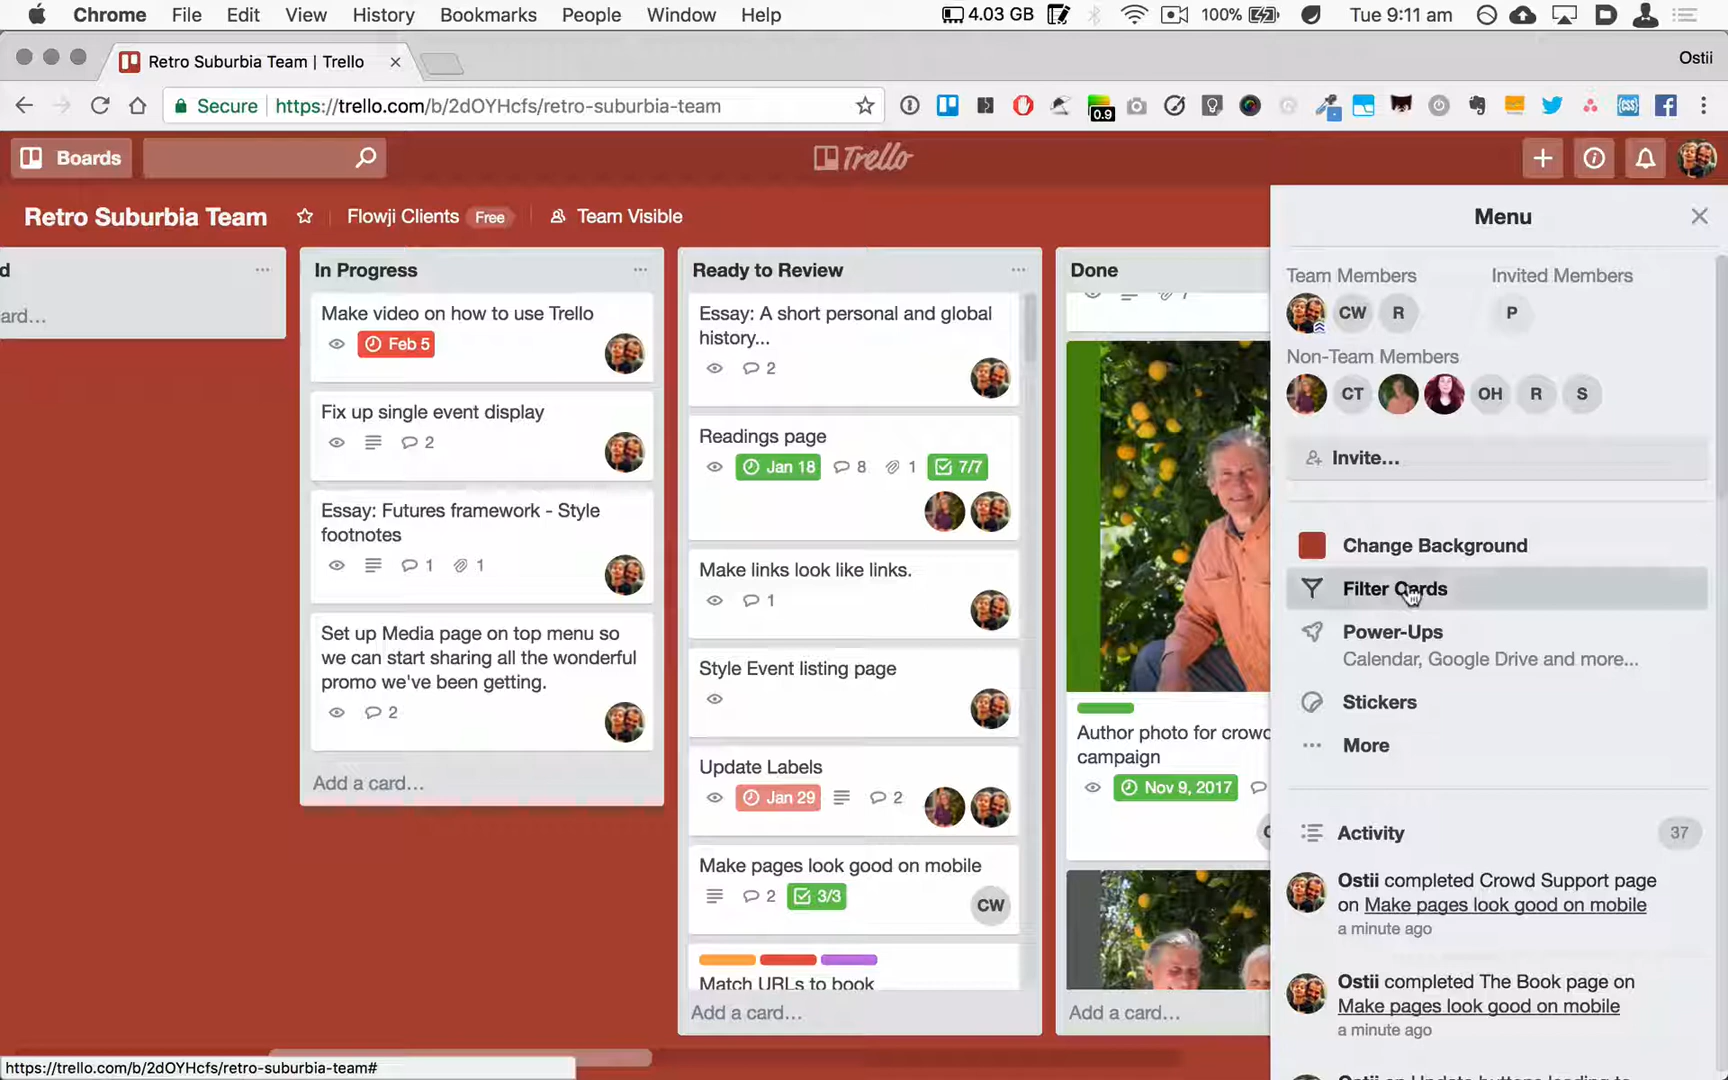 Chrome File Edit View History Bookmarks People Window Help 4.03 GB 100% Tue 9:11 am
Retro Suburbia Team | Trello Ostii
Secure https://trello.com/b/2dOYHcfs/retro-suburbia-team 0.9
Boards Trello
Retro Suburbia Team Flowji Clients Free Team Visible
d
ard...
In Progress
Make video on how to use Trello
Feb 5
Fix up single event display
2
Essay: Futures framework - Style
footnotes
1 1
Set up Media page on top menu so
we can start sharing all the wonderful
promo we've been getting.
2
Add a card...
Ready to Review
Essay: A short personal and global
history...
2
Readings page
Jan 18 8 1 7/7
Make links look like links.
1
Style Event listing page
Update Labels
Jan 29 2
Make pages look good on mobile
2 3/3
CW
Match URLs to book
Add a card...
Done
Author photo for crowd
campaign
Nov 9, 2017
Add a card...
Menu
Team Members Invited Members
CW R P
Non-Team Members
CT OH R S
Invite...
Change Background
Filter Cards
Power-Ups
Calendar, Google Drive and more...
Stickers
More
Activity 37
Ostii completed Crowd Support page
on Make pages look good on mobile
a minute ago
Ostii completed The Book page on
Make pages look good on mobile
a minute ago
https://trello.com/b/2dOYHcfs/retro-suburbia-team#